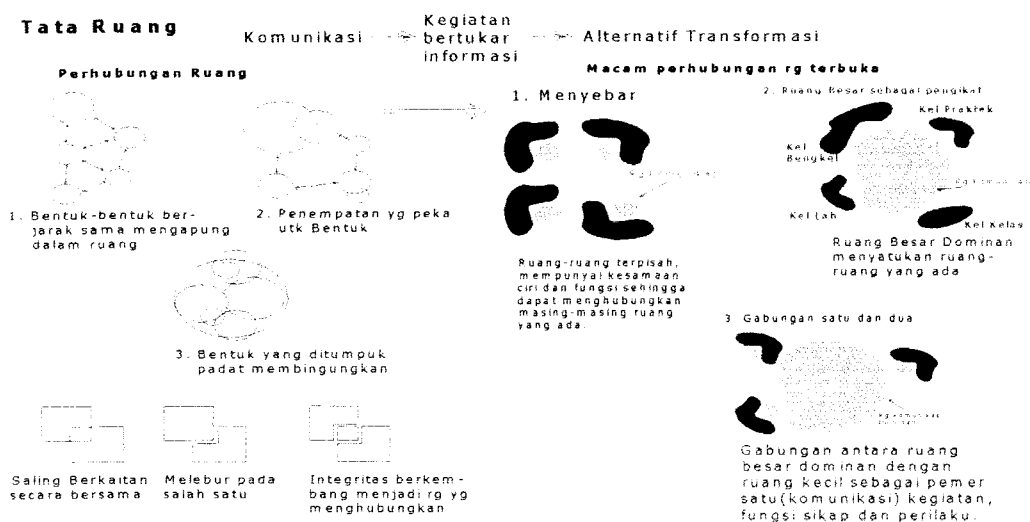 Tata Ruang
Komunikasi
Kegiatan
bertukar
informasi
Alternatif Transformasi
Perhubungan Ruang
1. Bentuk-bentuk ber-
jarak sama mengapung
dalam ruang
2. Penempatan yg peka
utk Bentuk
3. Bentuk yang ditumpuk
padat membingungkan
Saling Berkaitan
secara bersama
Melebur pada
salah satu
Integritas berkem-
bang menjadi rg yg
menghubungkan
Macam perhubungan rg terbuka
1. Menyebar
Ruang-ruang terpisah,
mempunyai kesamaan
ciri dan fungsi sehingga
dapat menghubungkan
masing-masing ruang
yang ada.
2. Ruang Besar sebagai pengikat
Kel Praktek
Kel
Bengkel
Kel Lab
Kel Kelas
Ruang Besar Dominan
menyatukan ruang-
ruang yang ada
3. Gabungan satu dan dua
Gabungan antara ruang
besar dominan dengan
ruang kecil sebagai pemer
satu(komunikasi) kegiatan,
fungsi sikap dan perilaku.